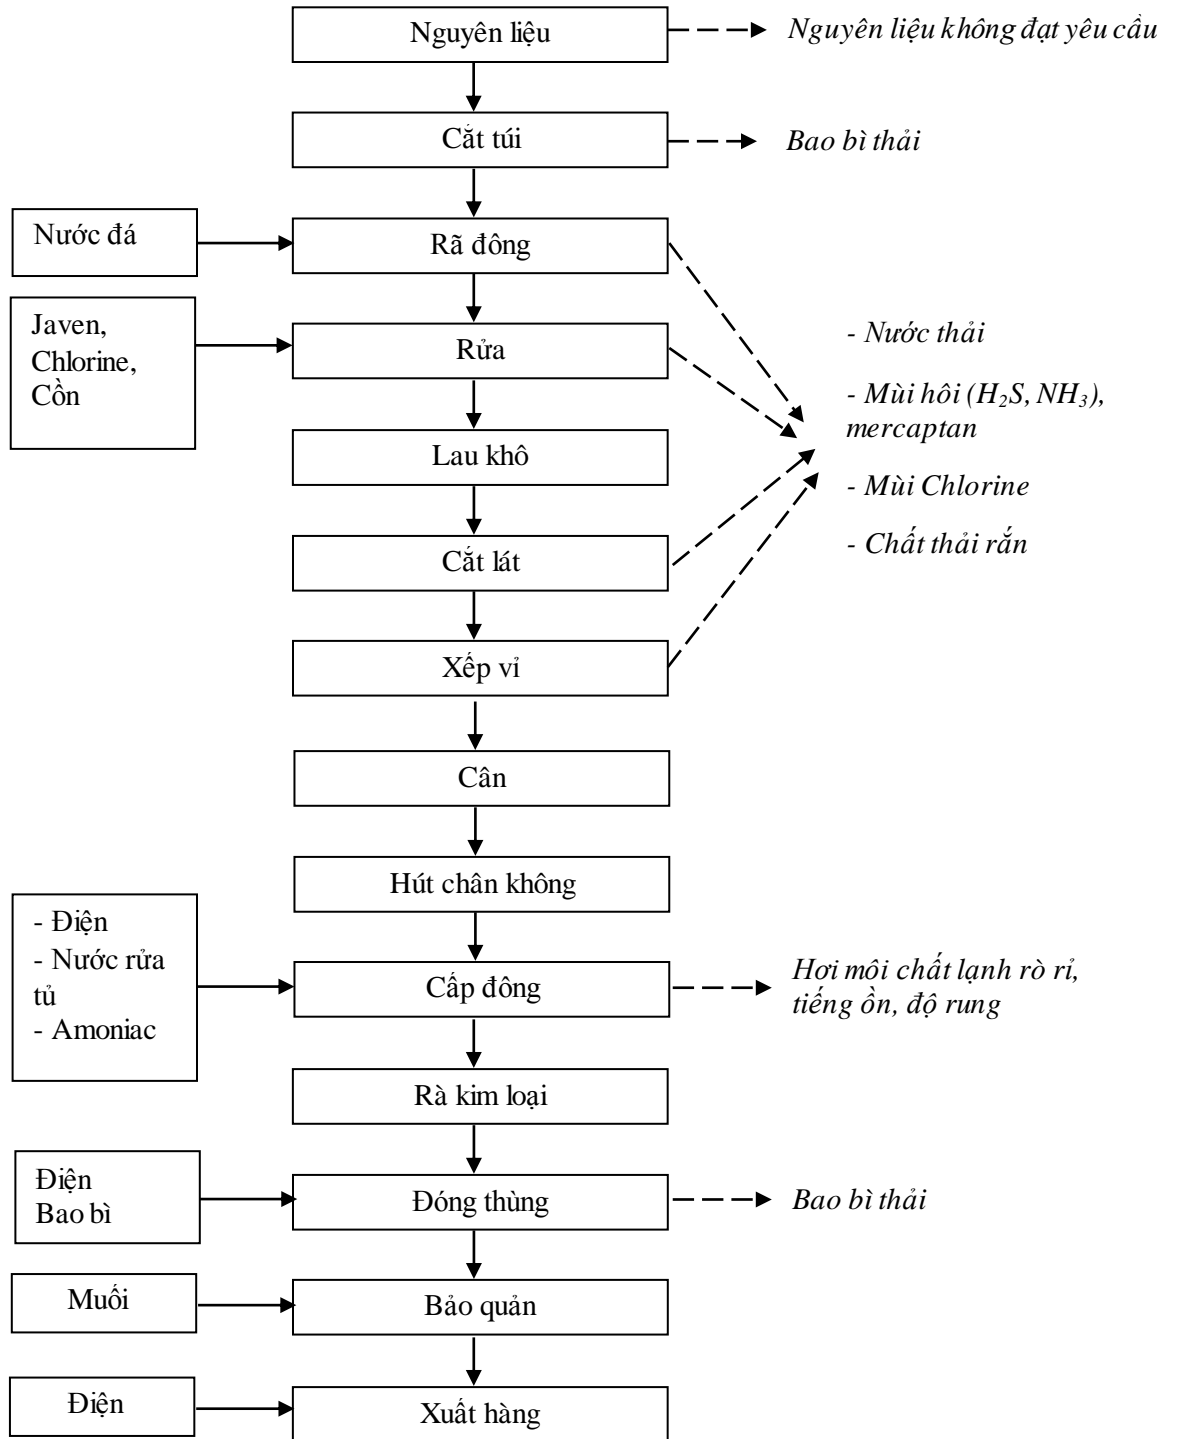 Nguyên liệu
Nguyên liệu không đạt yêu cầu
Cắt túi
Bao bì thải
Nước đá
Rã đông
Javen,
Chlorine,
Cồn
Rửa
- Nước thải
- Mùi hôi (H₂S, NH₃),
mercaptan
- Mùi Chlorine
- Chất thải rắn
Lau khô
Cắt lát
Xếp vỉ
Cân
Hút chân không
- Điện
- Nước rửa
tủ
- Amoniac
Cấp đông
Hơi môi chất lạnh rò rỉ,
tiếng ồn, độ rung
Rà kim loại
Điện
Bao bì
Đóng thùng
Bao bì thải
Muối
Bảo quản
Điện
Xuất hàng